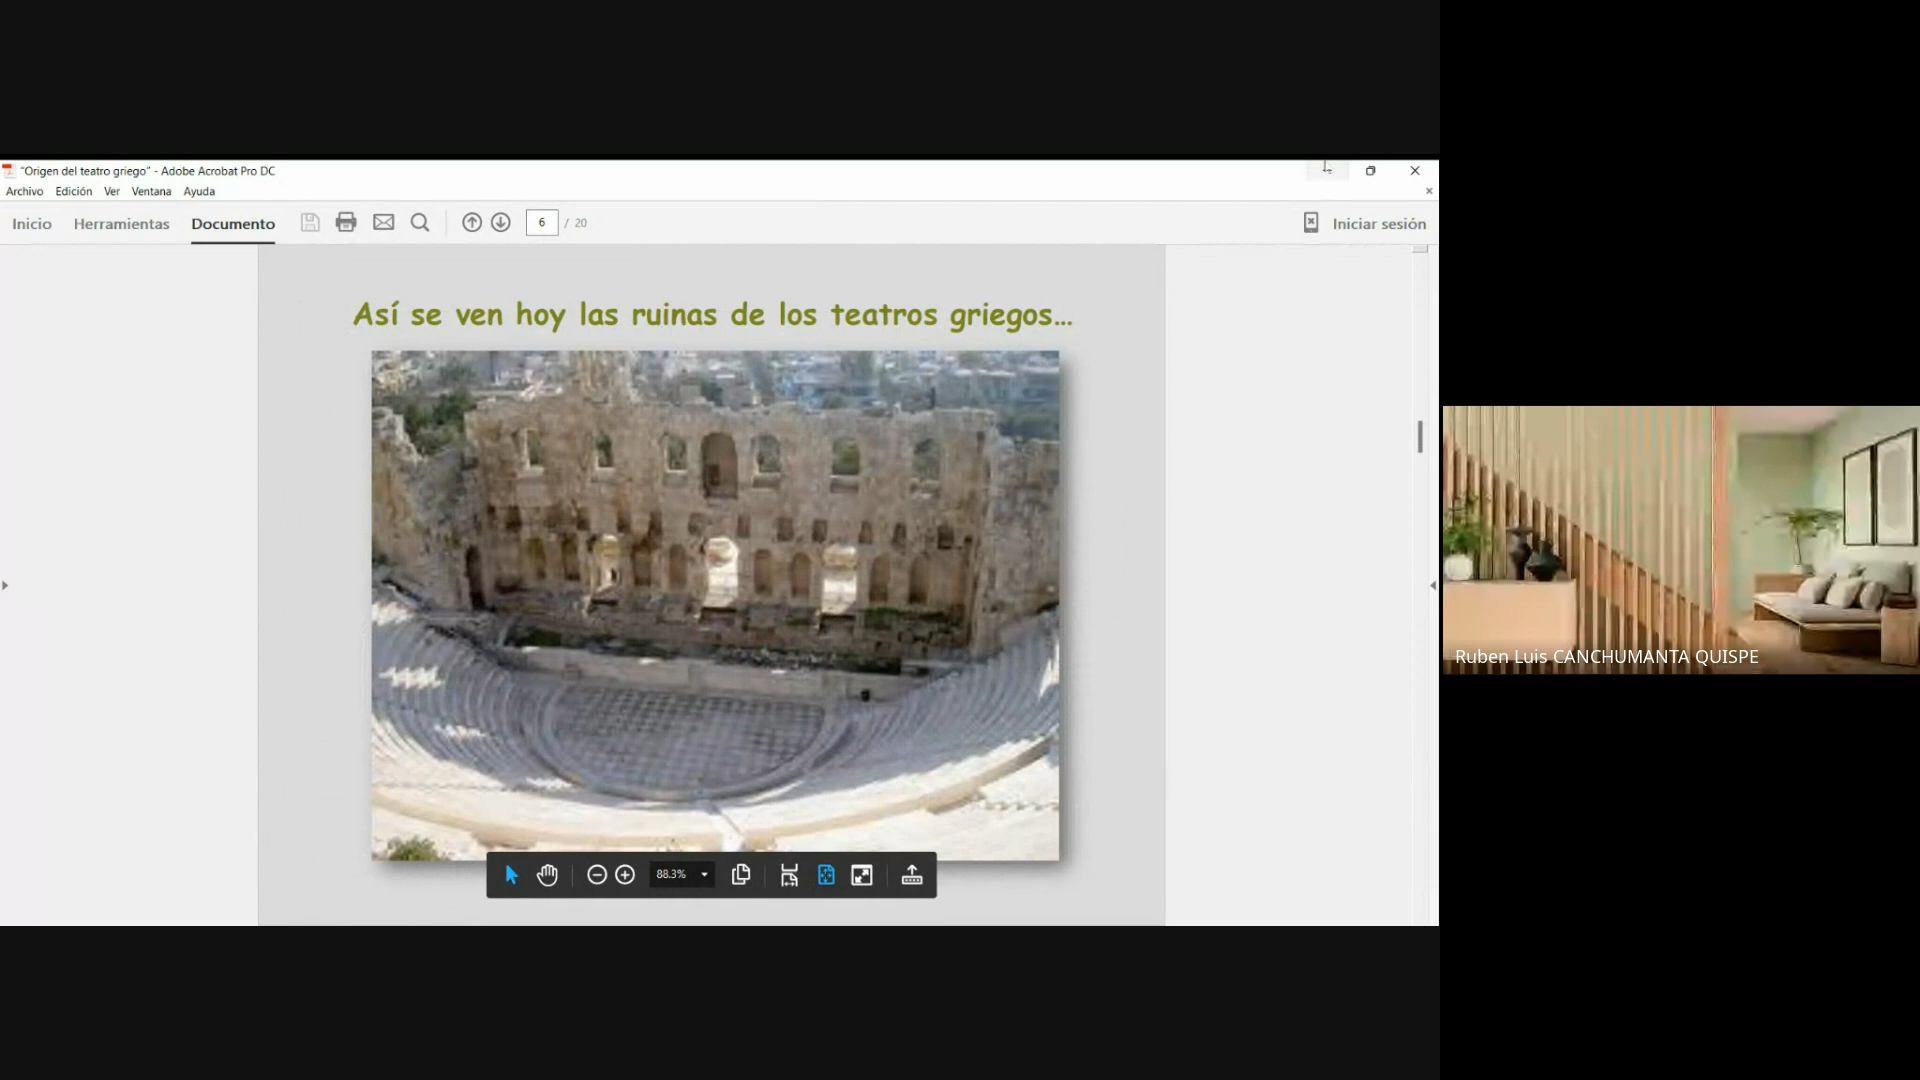 "Origen del teatro griego" - Adobe Acrobat Pro DC
Archivo Edición Ver Ventana Ayuda
Inicio Herramientas Documento 6 / 20 Iniciar sesión
Así se ven hoy las ruinas de los teatros griegos...
88.3%
Ruben Luis CANCHUMANTA QUISPE